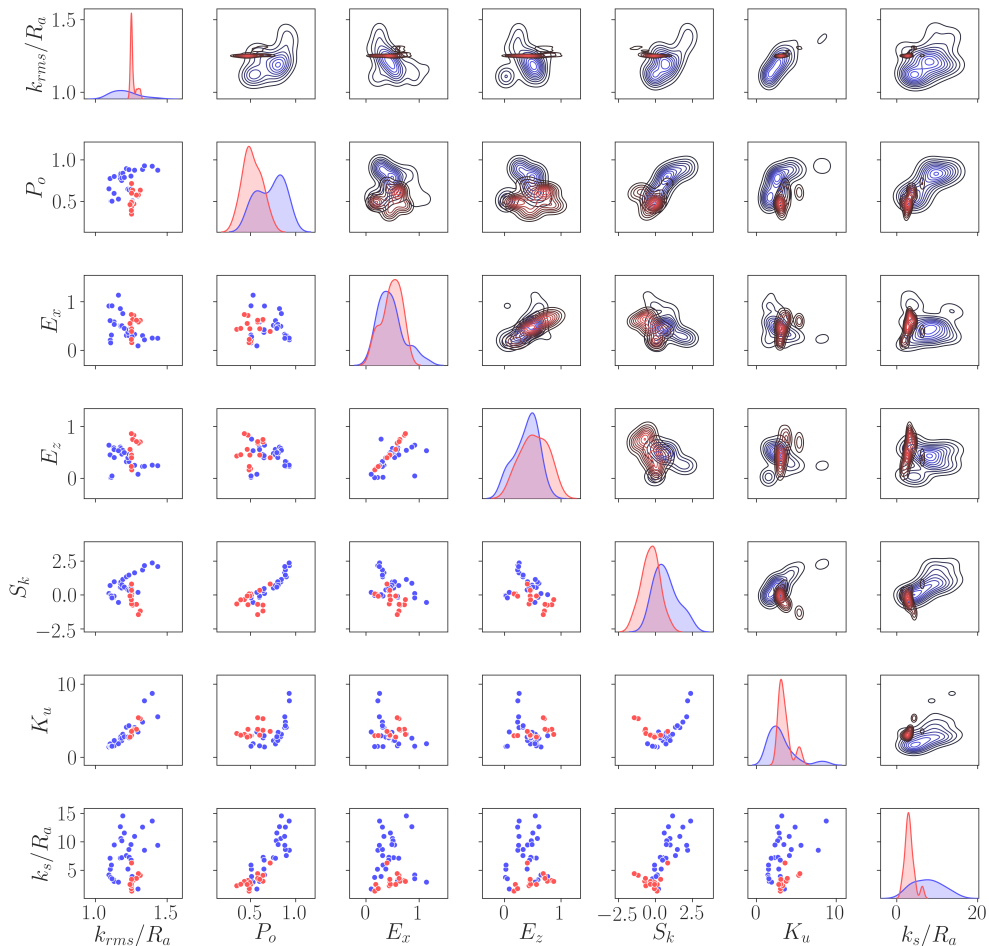 k_{rms}/R_a
1.5
1.0
P_o
1.0
0.5
E_x
1
0
E_z
1
0
S_k
2.5
0.0
−2.5
K_u
10
0
k_s/R_a
15
10
5
1.0 1.5 0.5 1.0 0 1 0 1 −2.5 0.0 2.5 0 10 0 20
k_{rms}/R_a P_o E_x E_z S_k K_u k_s/R_a